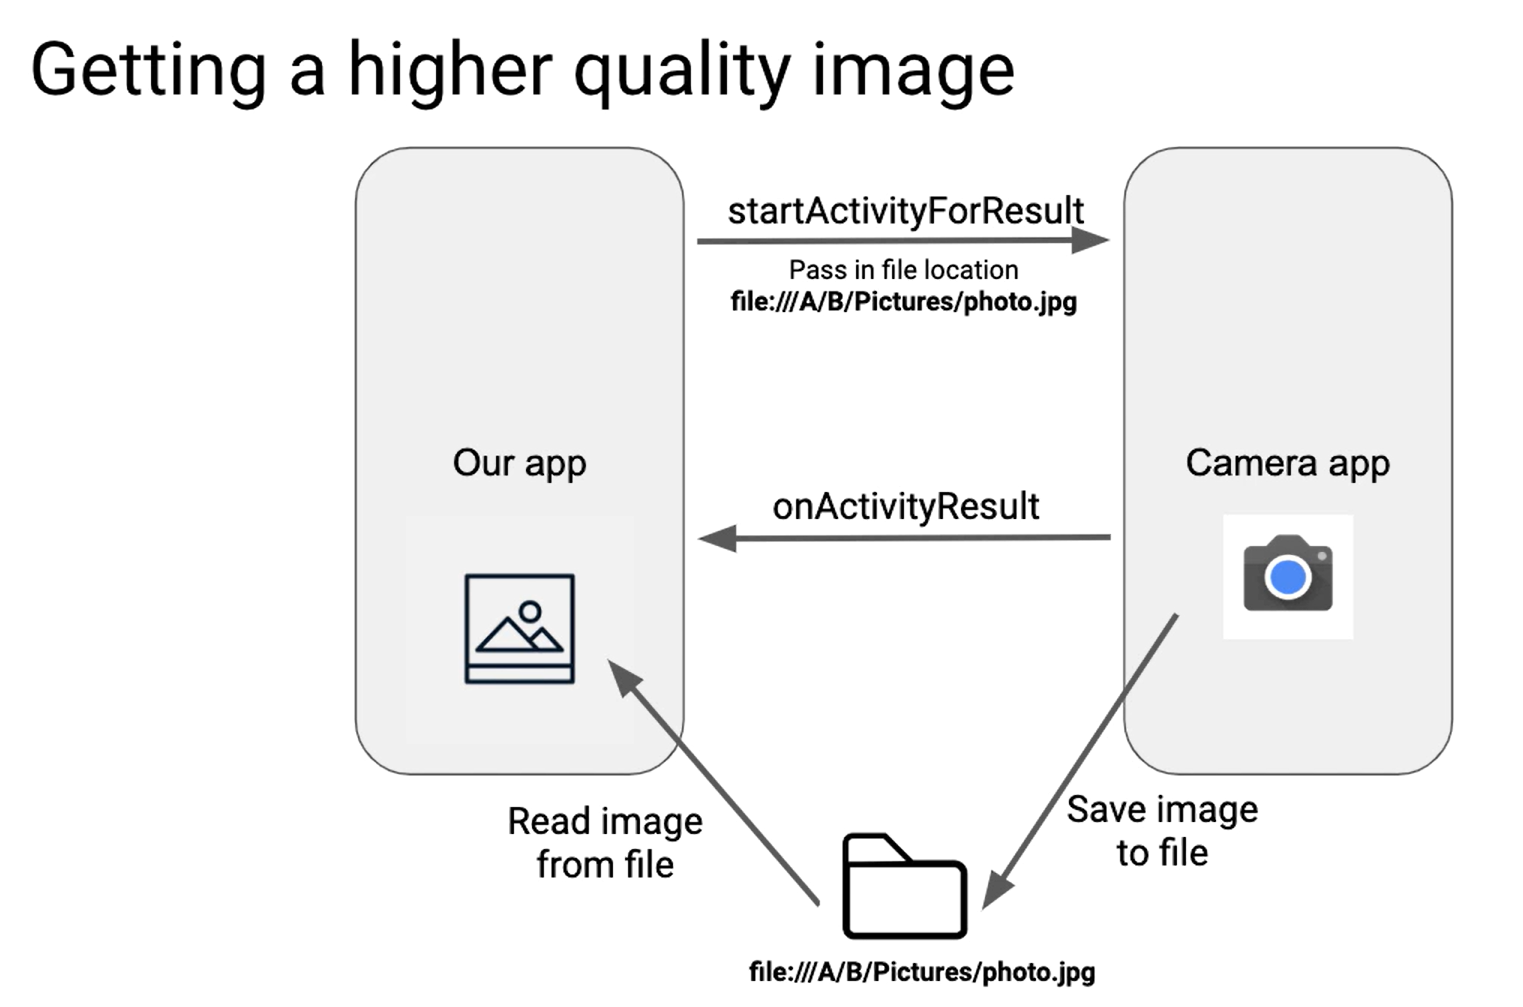 Getting a higher quality image
startActivityForResult
Pass in file location
file:///A/B/Pictures/photo.jpg
Our app
Camera app
onActivityResult
Read image
from file
Save image
to file
file:///A/B/Pictures/photo.jpg